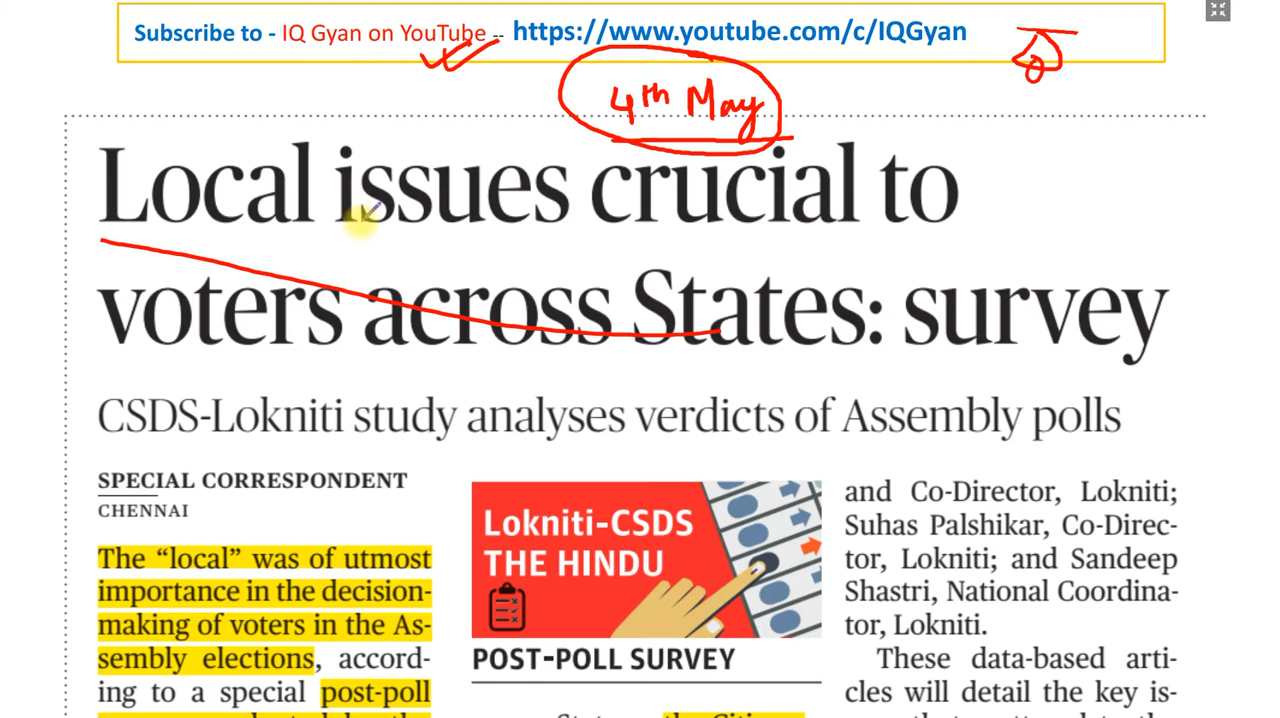 Subscribe to - IQ Gyan on YouTube -- https://www.youtube.com/c/IQGyan
4th May
Local issues crucial to
voters across States: survey
CSDS-Lokniti study analyses verdicts of Assembly polls
SPECIAL CORRESPONDENT
CHENNAI
The “local” was of utmost
importance in the decision-
making of voters in the As-
sembly elections, accord-
ing to a special post-poll
Lokniti-CSDS
THE HINDU
POST-POLL SURVEY
and Co-Director, Lokniti;
Suhas Palshikar, Co-Direc-
tor, Lokniti; and Sandeep
Shastri, National Coordina-
tor, Lokniti.
These data-based arti-
cles will detail the key is-